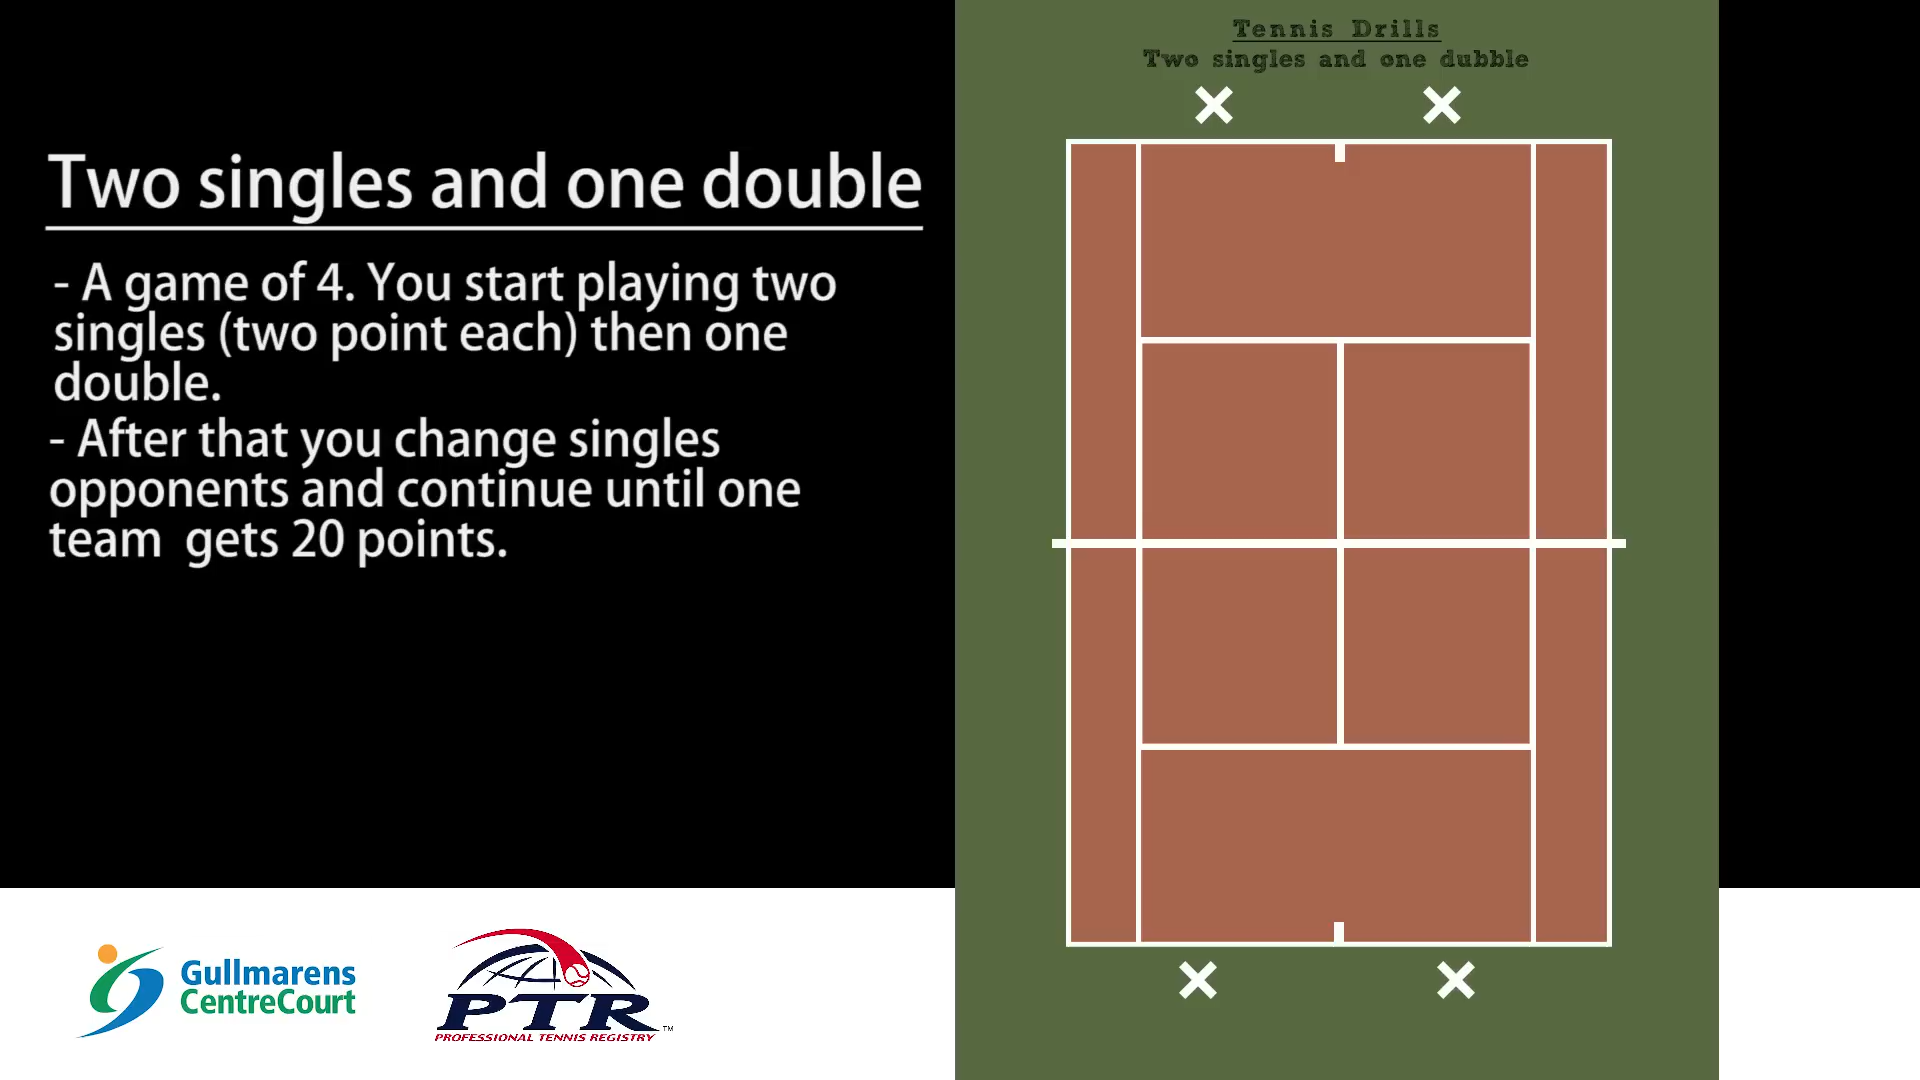 Two singles and one double
- A game of 4. You start playing two
singles (two point each) then one
double.
- After that you change singles
opponents and continue until one
team  gets 20 points.
Tennis Drills
Two singles and one dubble
Gullmarens
CentreCourt
PTR™
PROFESSIONAL TENNIS REGISTRY